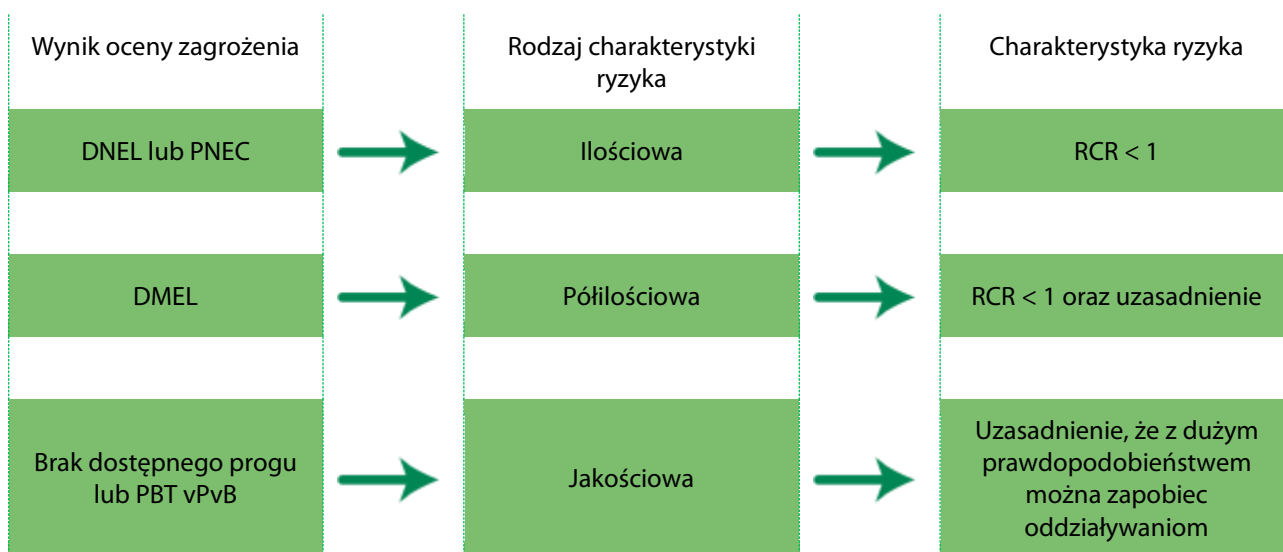 Wynik oceny zagrożenia
Rodzaj charakterystyki
ryzyka
Charakterystyka ryzyka
DNEL lub PNEC
Ilościowa
RCR < 1
DMEL
Półilościowa
RCR < 1 oraz uzasadnienie
Brak dostępnego progu
lub PBT vPvB
Jakościowa
Uzasadnienie, że z dużym
prawdopodobieństwem
można zapobiec
oddziaływaniom